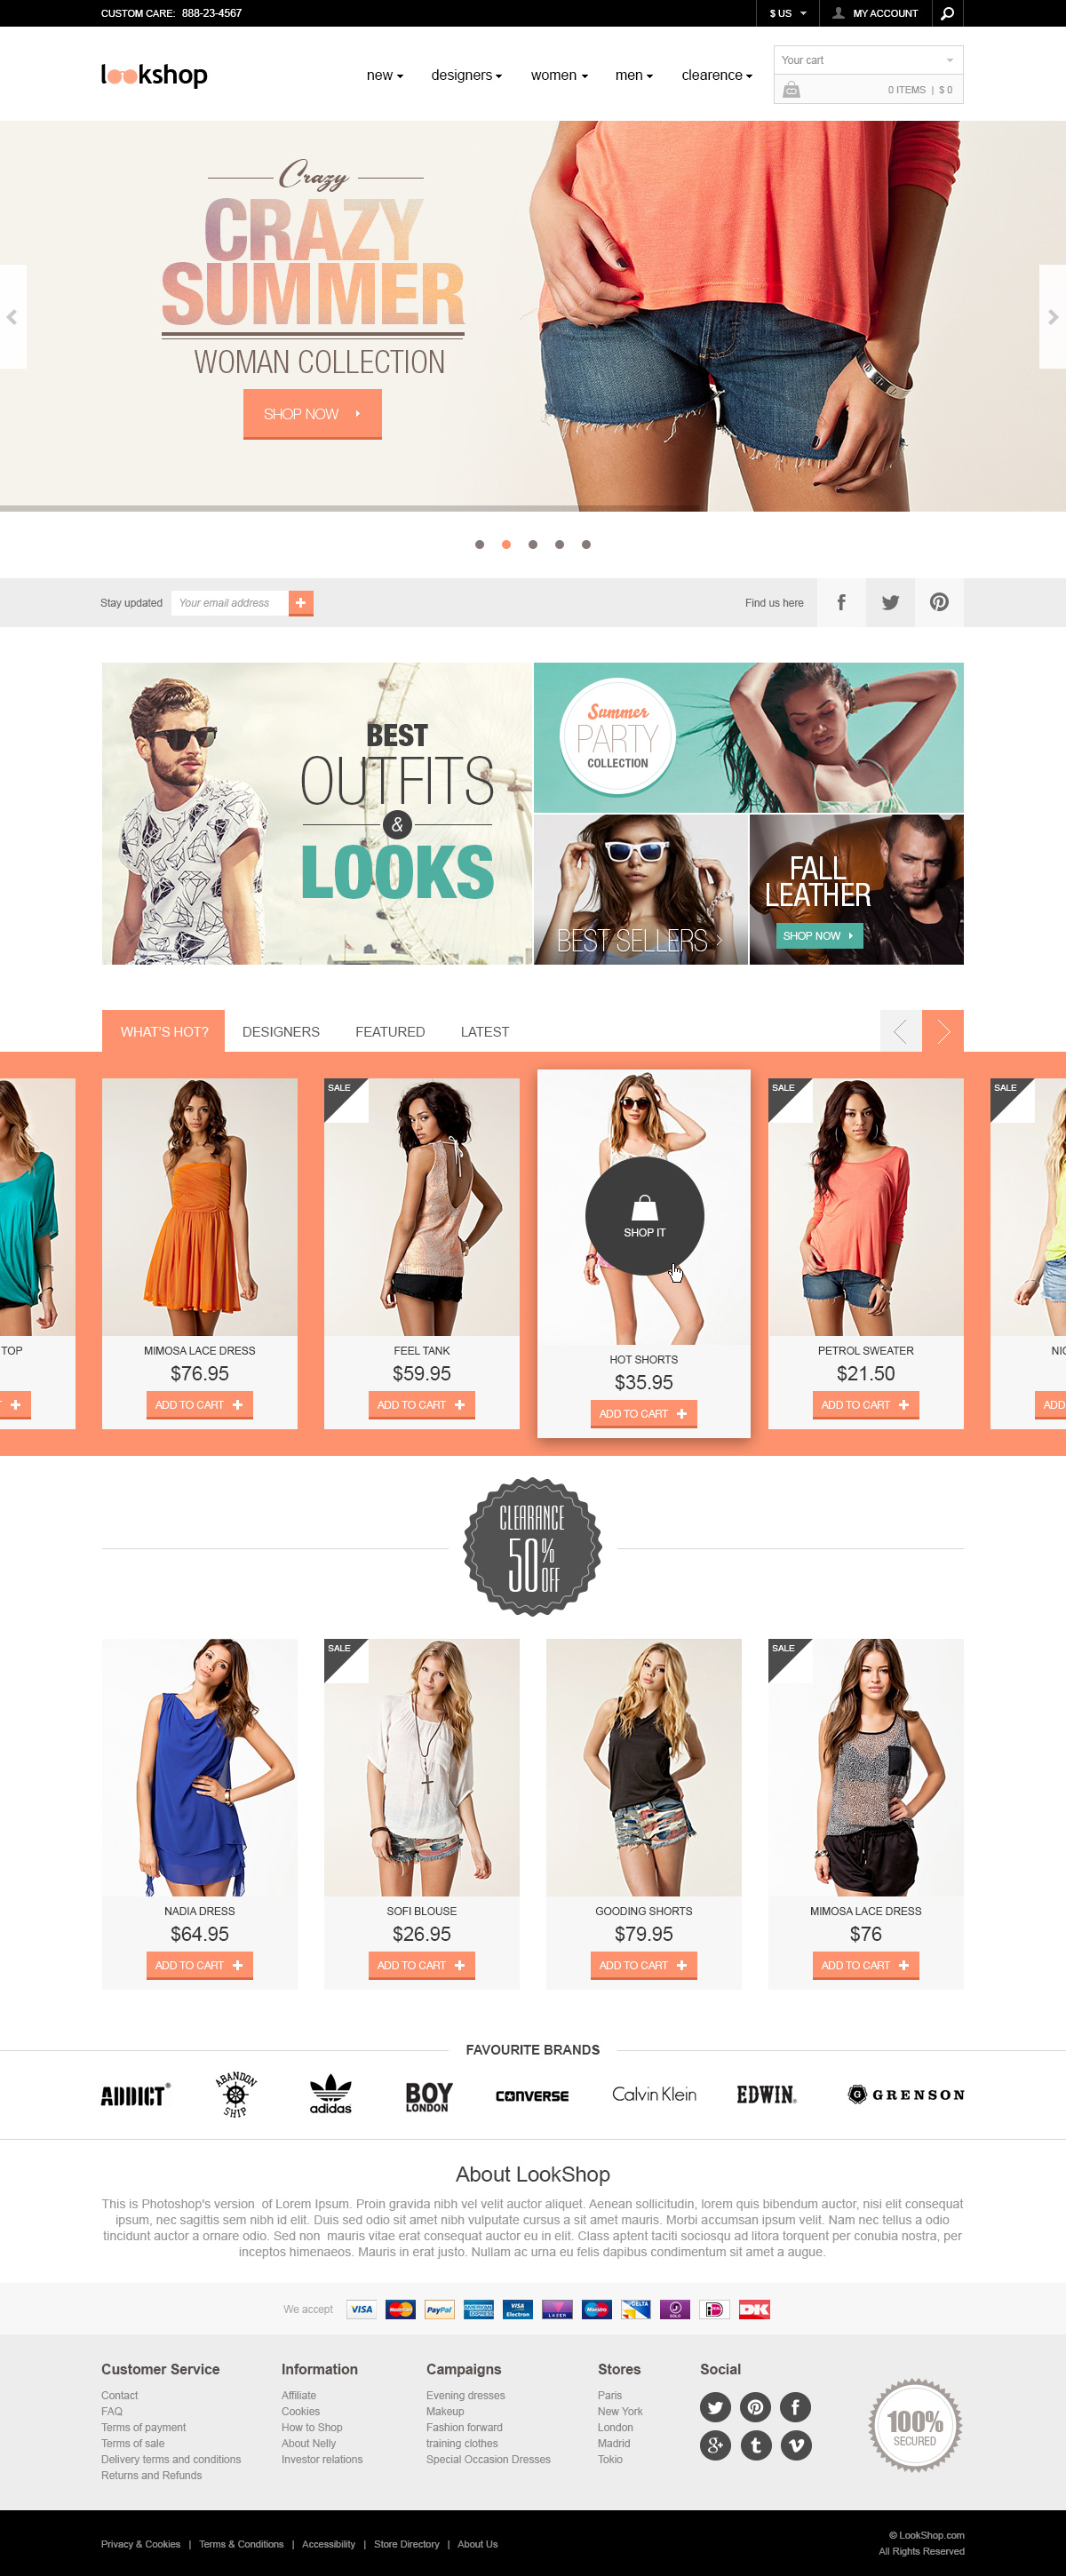 CUSTOM CARE: 888-23-4567
$ US
MY ACCOUNT
lookshop
new
designers
women
men
clearence
Your cart
0 ITEMS | $ 0
Crazy
CRAZY
SUMMER
WOMAN COLLECTION
SHOP NOW
Stay updated
Your email address
Find us here
BEST
OUTFITS
&
LOOKS
Summer
PARTY
COLLECTION
BEST SELLERS
FALL
LEATHER
SHOP NOW
WHAT'S HOT?
DESIGNERS
FEATURED
LATEST
TOP
MIMOSA LACE DRESS
$76.95
ADD TO CART
SALE
FEEL TANK
$59.95
ADD TO CART
SHOP IT
HOT SHORTS
$35.95
ADD TO CART
SALE
PETROL SWEATER
$21.50
ADD TO CART
SALE
NIC
ADD
CLEARANCE
50% OFF
NADIA DRESS
$64.95
ADD TO CART
SALE
SOFI BLOUSE
$26.95
ADD TO CART
GOODING SHORTS
$79.95
ADD TO CART
SALE
MIMOSA LACE DRESS
$76
ADD TO CART
FAVOURITE BRANDS
ADDICT®
ABANDON
SHIP
adidas
BOY
LONDON
CONVERSE
Calvin Klein
EDWIN
G GRENSON
About LookShop
This is Photoshop's version  of Lorem Ipsum. Proin gravida nibh vel velit auctor aliquet. Aenean sollicitudin, lorem quis bibendum auctor, nisi elit consequat
ipsum, nec sagittis sem nibh id elit. Duis sed odio sit amet nibh vulputate cursus a sit amet mauris. Morbi accumsan ipsum velit. Nam nec tellus a odio
tincidunt auctor a ornare odio. Sed non  mauris vitae erat consequat auctor eu in elit. Class aptent taciti sociosqu ad litora torquent per conubia nostra, per
inceptos himenaeos. Mauris in erat justo. Nullam ac urna eu felis dapibus condimentum sit amet a augue.
We accept
VISA
MasterCard
PayPal
AMERICAN EXPRESS
VISA Electron
LASER
Maestro
DELTA
SOLO
iD
DK
Customer Service
Contact
FAQ
Terms of payment
Terms of sale
Delivery terms and conditions
Returns and Refunds
Information
Affiliate
Cookies
How to Shop
About Nelly
Investor relations
Campaigns
Evening dresses
Makeup
Fashion forward
training clothes
Special Occasion Dresses
Stores
Paris
New York
London
Madrid
Tokio
Social
100%
SECURED
Privacy & Cookies | Terms & Conditions | Accessibility | Store Directory | About Us
© LookShop.com
All Rights Reserved